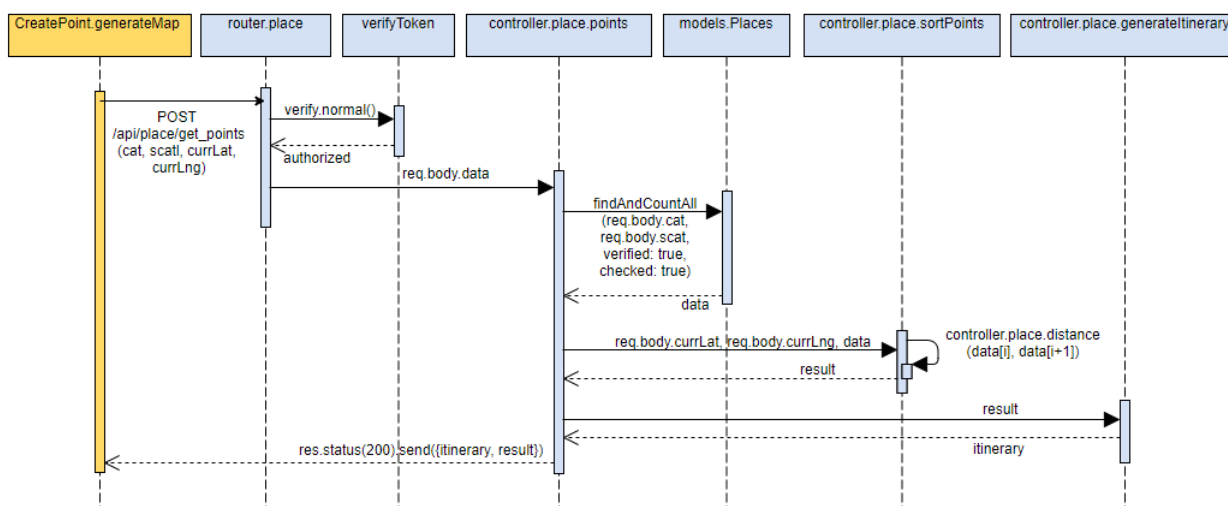 CreatePoint.generateMap
router.place
verifyToken
controller.place.points
models.Places
controller.place.sortPoints
controller.place.generateItinerary
POST
/api/place/get_points
(cat, scatl, currLat,
currLng)
verify.normal()
authorized
req.body.data
findAndCountAll
(req.body.cat,
req.body.scat,
verified: true,
checked: true)
data
req.body.currLat, req.body.currLng, data
controller.place.distance
(data[i], data[i+1])
result
result
itinerary
res.status(200).send({itinerary, result})